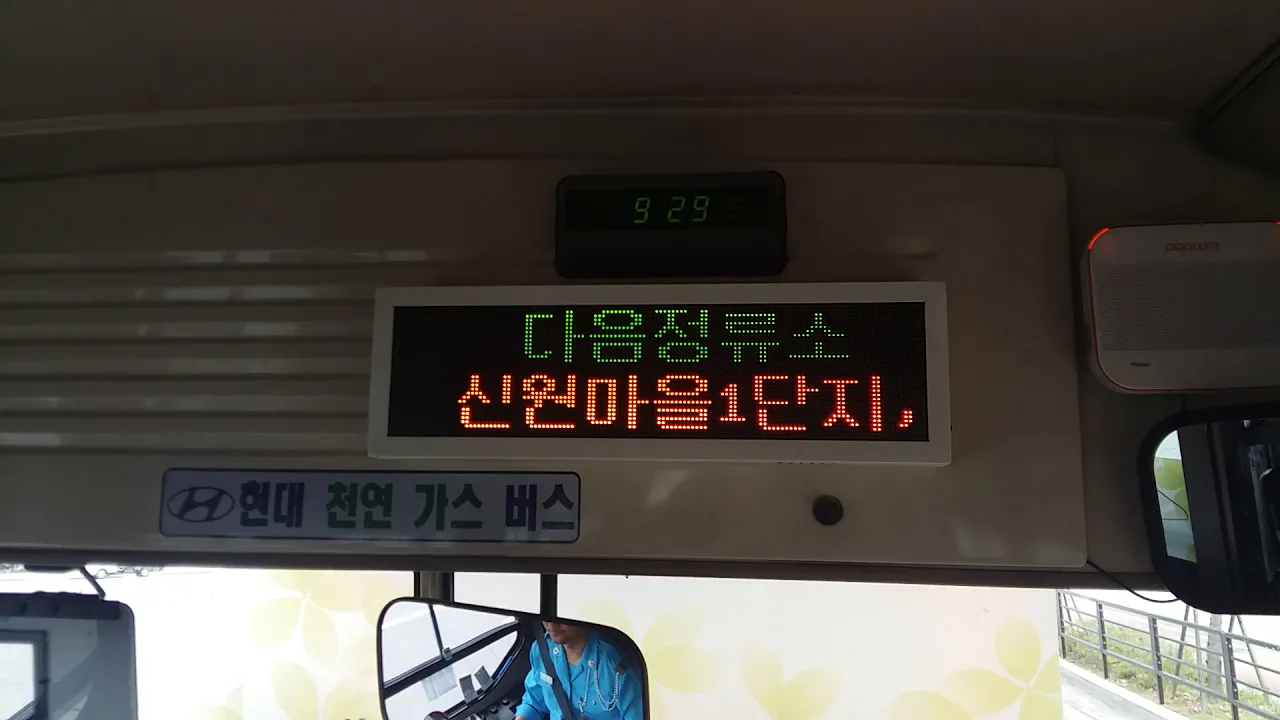 9 29
다음정류소
신원마을1단지,
popcom
현대 천연 가스 버스